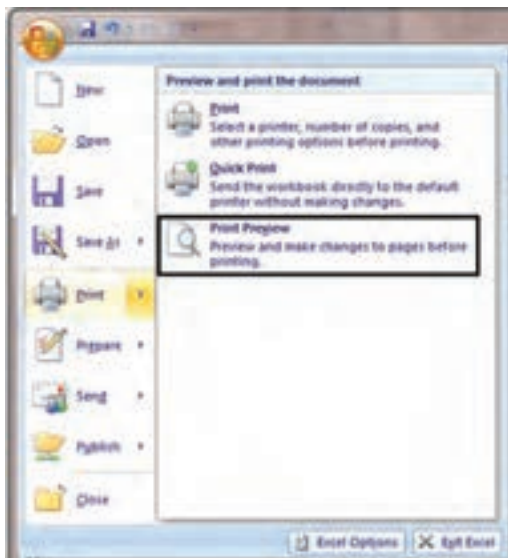 New
Open
Save
Save As
Print
Prepare
Send
Publish
Close
Preview and print the document
Print
Select a printer, number of copies, and
other printing options before printing.
Quick Print
Send the workbook directly to the default
printer without making changes.
Print Preview
Preview and make changes to pages before
printing.
Excel Options
Exit Excel